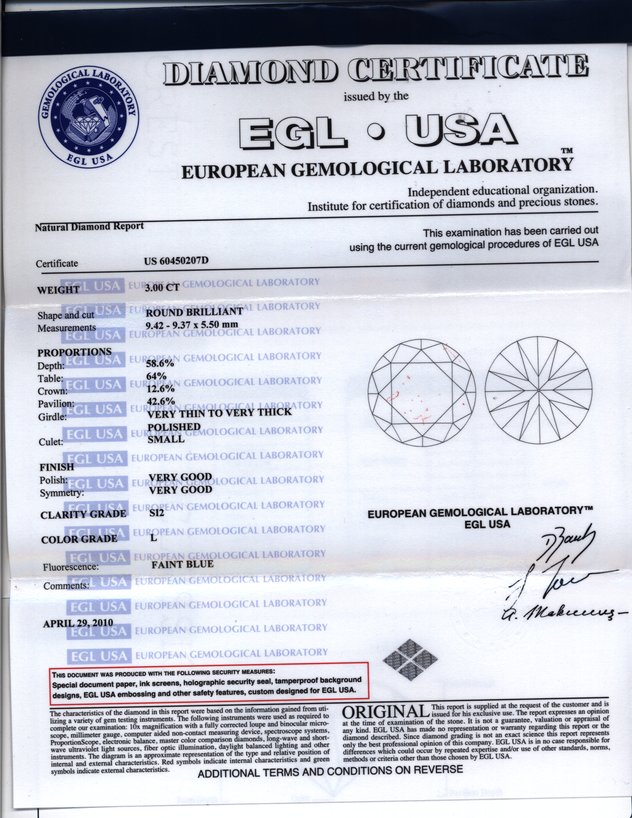 GEMOLOGICAL LABORATORY
EGL USA
DIAMOND CERTIFICATE
issued by the
EGL • USA
EUROPEAN GEMOLOGICAL LABORATORY™
Independent educational organization.
Institute for certification of diamonds and precious stones.
Natural Diamond Report
This examination has been carried out
using the current gemological procedures of EGL USA
Certificate US 60450207D
WEIGHT 3.00 CT
Shape and cut ROUND BRILLIANT
Measurements 9.42 - 9.37 x 5.50 mm
PROPORTIONS
Depth: 58.6%
Table: 64%
Crown: 12.6%
Pavilion: 42.6%
Girdle: VERY THIN TO VERY THICK
POLISHED
Culet: SMALL
FINISH
Polish: VERY GOOD
Symmetry: VERY GOOD
CLARITY GRADE SI2
COLOR GRADE L
Fluorescence: FAINT BLUE
Comments:
APRIL 29, 2010
EGL USA EUROPEAN GEMOLOGICAL LABORATORY
EUROPEAN GEMOLOGICAL LABORATORY™
EGL USA
THIS DOCUMENT WAS PRODUCED WITH THE FOLLOWING SECURITY MEASURES:
Special document paper, ink screens, holographic security seal, tamperproof background
designs, EGL USA embossing and other safety features, custom designed for EGL USA.
The characteristics of the diamond in this report were based on the information gained from uti-
lizing a variety of gem testing instruments. The following instruments were used as required to
complete our examination: 10x magnification with a fully corrected loupe and binocular micro-
scope, millimeter gauge, computer aided non-contact measuring device, spectroscope systems,
ProportionScope, electronic balance, master color comparison diamonds, long-wave and short-
wave ultraviolet light sources, fiber optic illumination, daylight balanced lighting and other
instruments. The diagram is an approximate representation of the type and relative position of
internal and external characteristics. Red symbols indicate internal characteristics and green
symbols indicate external characteristics.
ORIGINAL This report is supplied at the request of the customer and is
issued for his exclusive use. The report expresses an opinion
at the time of examination of the stone. It is not a guarantee, valuation or appraisal of
any kind. EGL USA has made no representation or warranty regarding this report or the
diamond described. Since diamond grading is not an exact science this report represents
only the best professional opinion of this company. EGL USA is in no case responsible for
differences which could occur by repeated expertise and/or use of other standards, norms,
methods or criteria other than those chosen by EGL USA.
ADDITIONAL TERMS AND CONDITIONS ON REVERSE